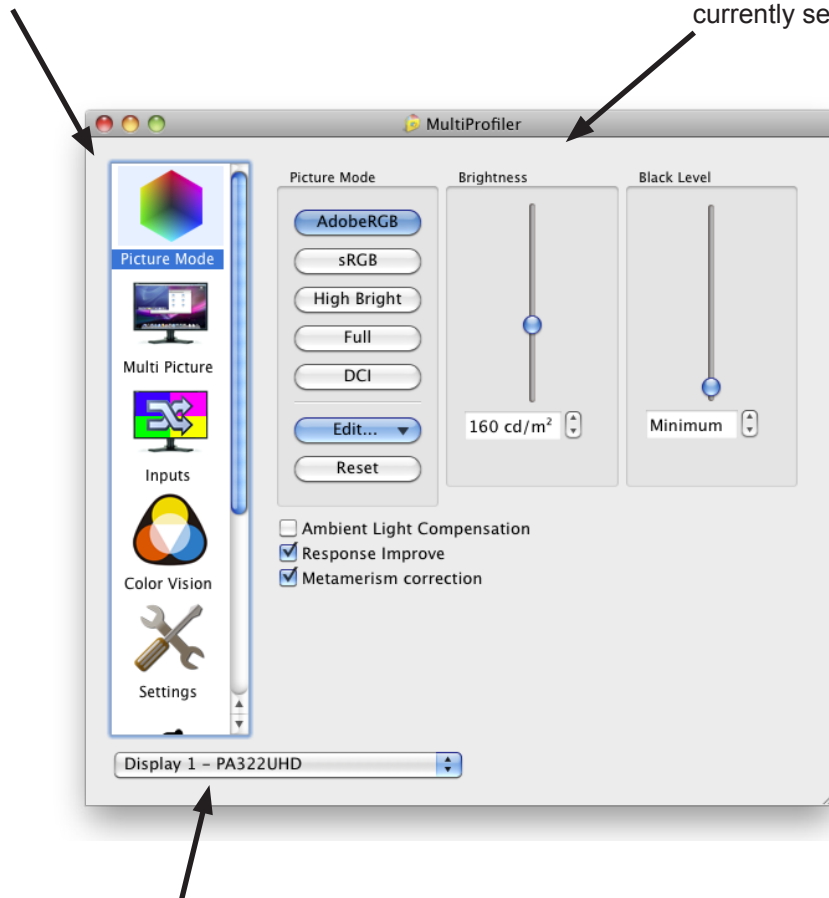 currently se
MultiProfiler
Picture Mode
Multi Picture
Inputs
Color Vision
Settings
Picture Mode
AdobeRGB
sRGB
High Bright
Full
DCI
Edit...
Reset
Brightness
160 cd/m²
Black Level
Minimum
Ambient Light Compensation
Response Improve
Metamerism correction
Display 1 – PA322UHD